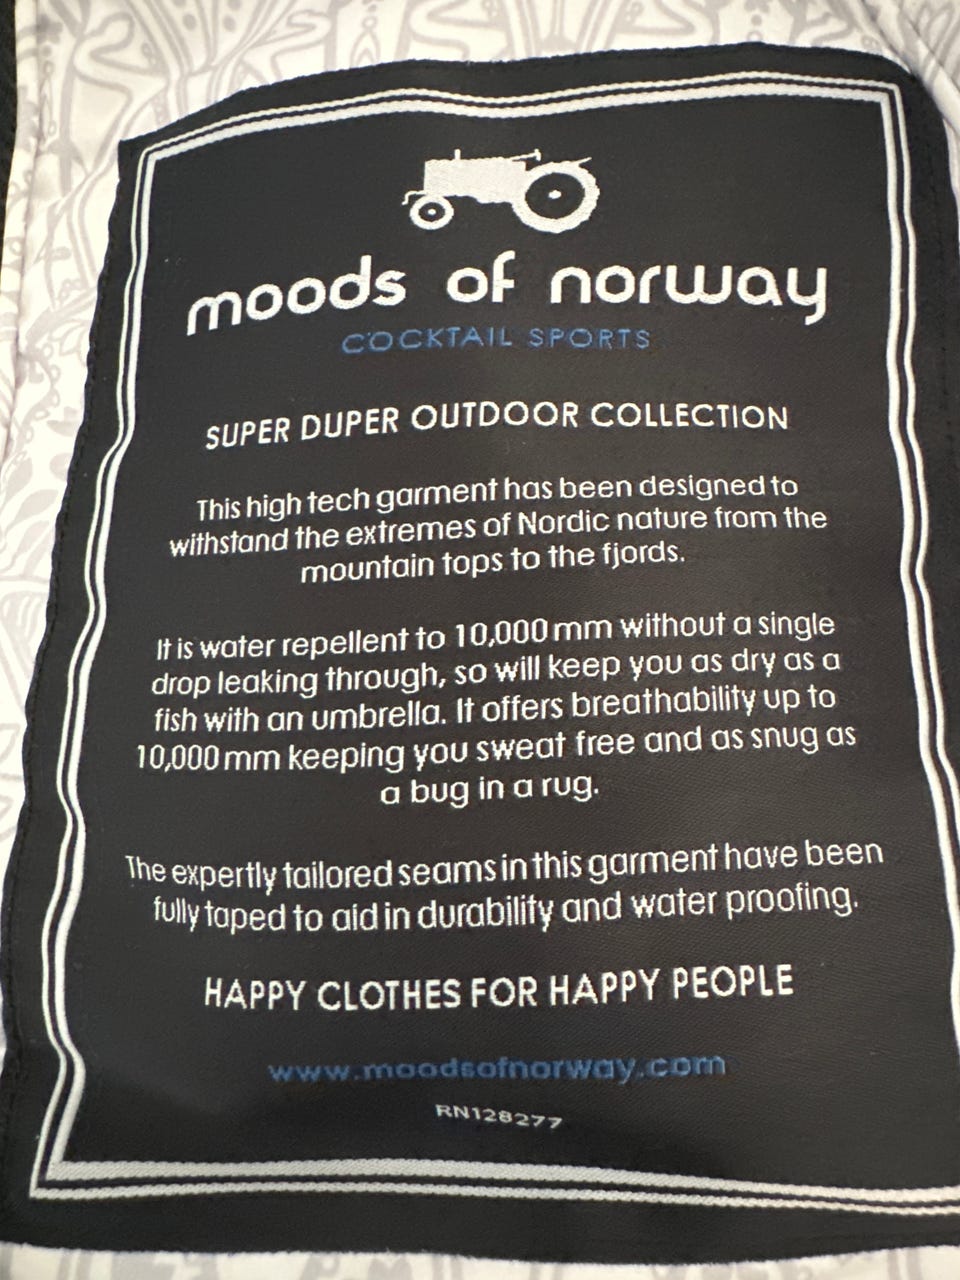 moods of norway
COCKTAIL SPORTS
SUPER DUPER OUTDOOR COLLECTION
This high tech garment has been designed to
withstand the extremes of Nordic nature from the
mountain tops to the fjords.
It is water repellent to 10,000 mm without a single
drop leaking through, so will keep you as dry as a
fish with an umbrella. It offers breathability up to
10,000 mm keeping you sweat free and as snug as
a bug in a rug.
The expertly tailored seams in this garment have been
fully taped to aid in durability and water proofing.
HAPPY CLOTHES FOR HAPPY PEOPLE
www.moodsofnorway.com
RN128277